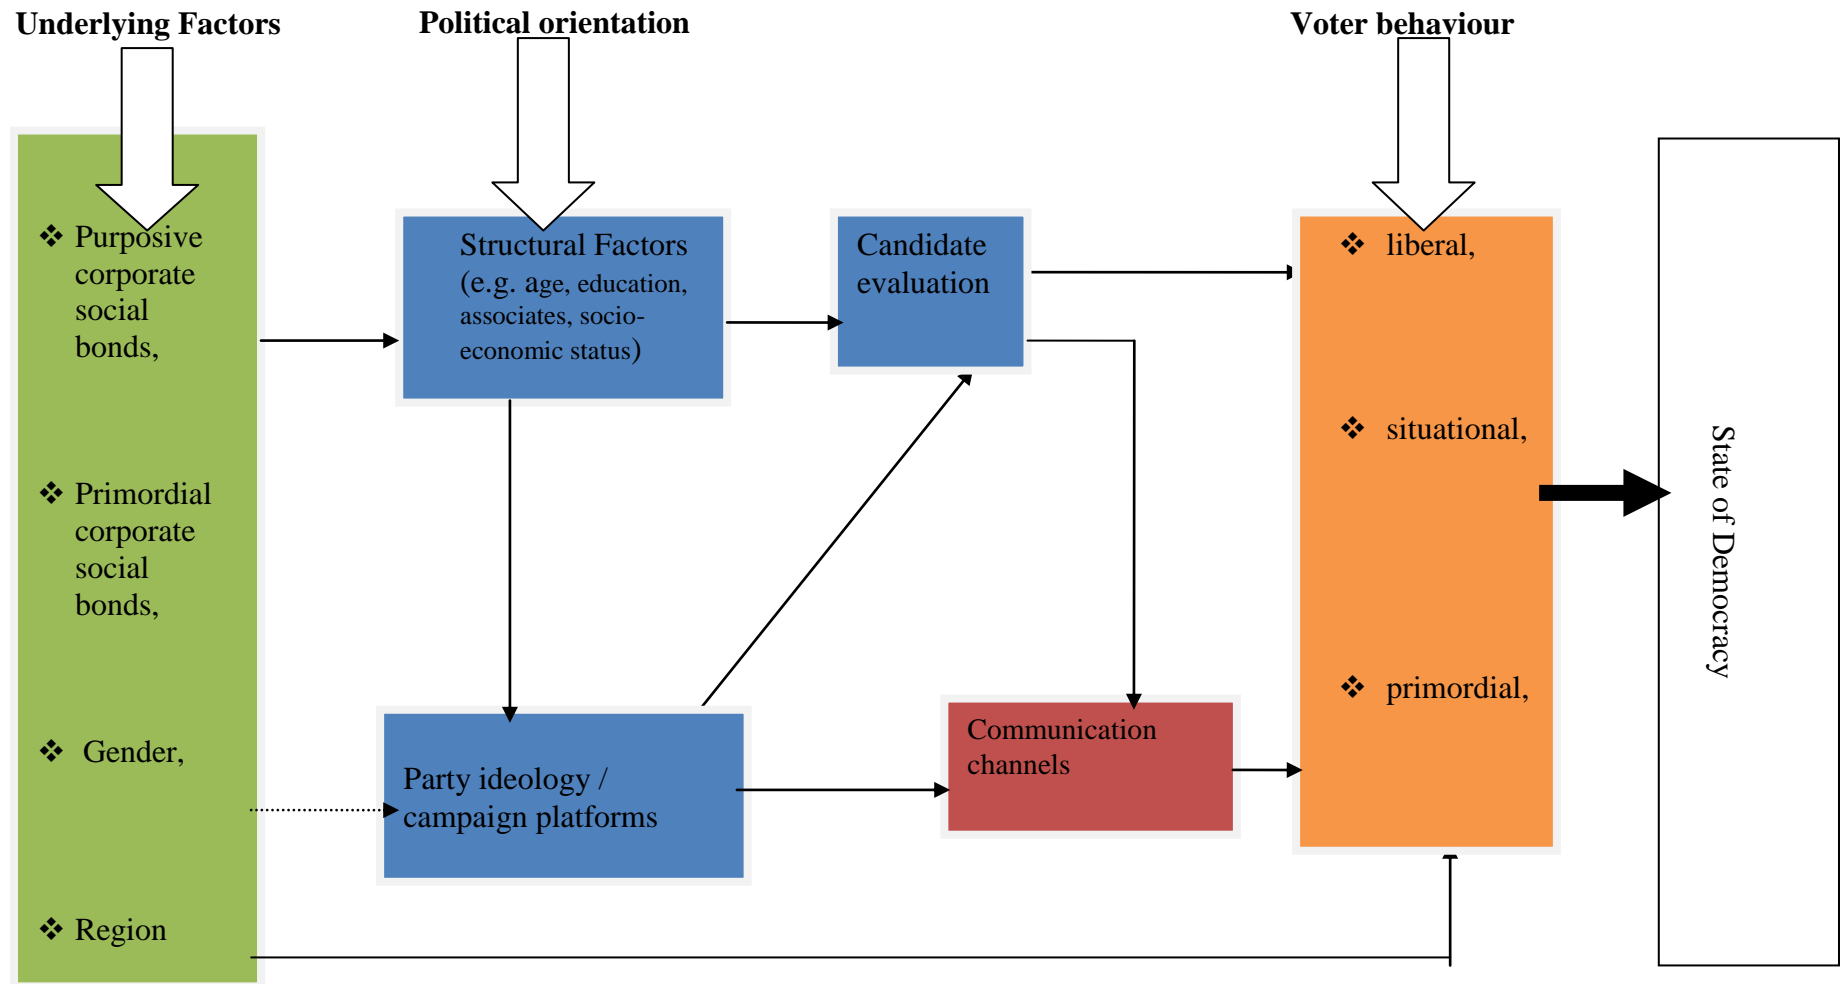 Underlying Factors
Political orientation
Voter behaviour
❖ Purposive
corporate
social
bonds,
❖ Primordial
corporate
social
bonds,
❖ Gender,
❖ Region
Structural Factors
(e.g. age, education,
associates, socio-
economic status)
Candidate
evaluation
Party ideology /
campaign platforms
Communication
channels
❖ liberal,
❖ situational,
❖ primordial,
State of Democracy